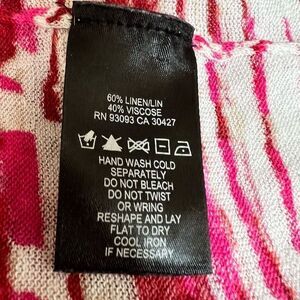 60% LINEN/LIN
40% VISCOSE
RN 93093 CA 30427
HAND WASH COLD
SEPARATELY
DO NOT BLEACH
DO NOT TWIST
OR WRING
RESHAPE AND LAY
FLAT TO DRY
COOL IRON
IF NECESSARY